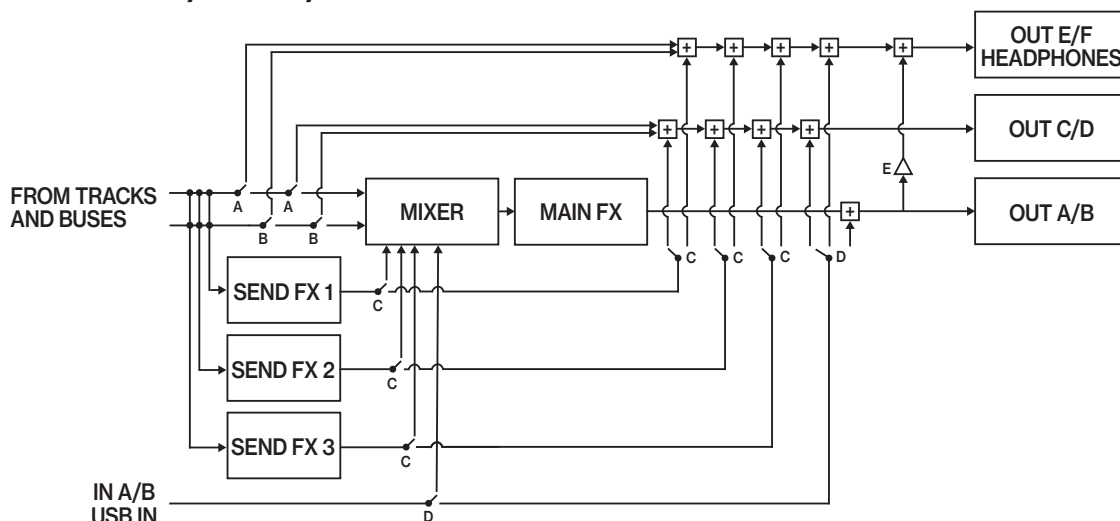 OUT E/F
HEADPHONES
OUT C/D
E
FROM TRACKS
AND BUSES
A
A
B
B
MIXER
MAIN FX
OUT A/B
SEND FX 1
C
C
C
C
D
SEND FX 2
C
SEND FX 3
C
IN A/B
USB IN
D